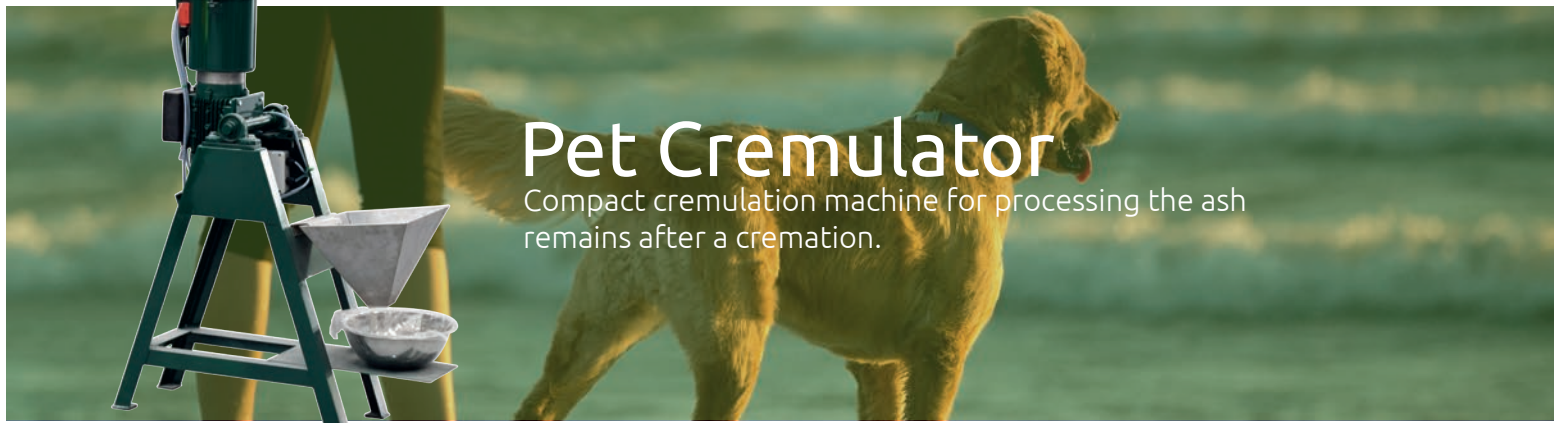 Pet Cremulator
Compact cremulation machine for processing the ash
remains after a cremation.